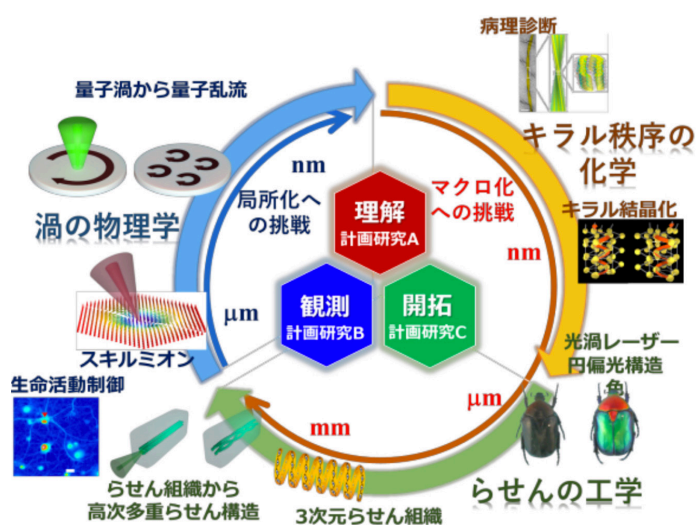 病理診断
量子渦から量子乱流
キラル秩序の
化学
nm
局所化へ
の挑戦
マクロ化
への挑戦
理解
計画研究A
渦の物理学
キラル結晶化
nm
μm
観測
計画研究B
開拓
計画研究C
スキルミオン
光渦レーザー
円偏光構造
色
生命活動制御
μm
mm
らせん組織から
高次多重らせん構造
3次元らせん組織
らせんの工学